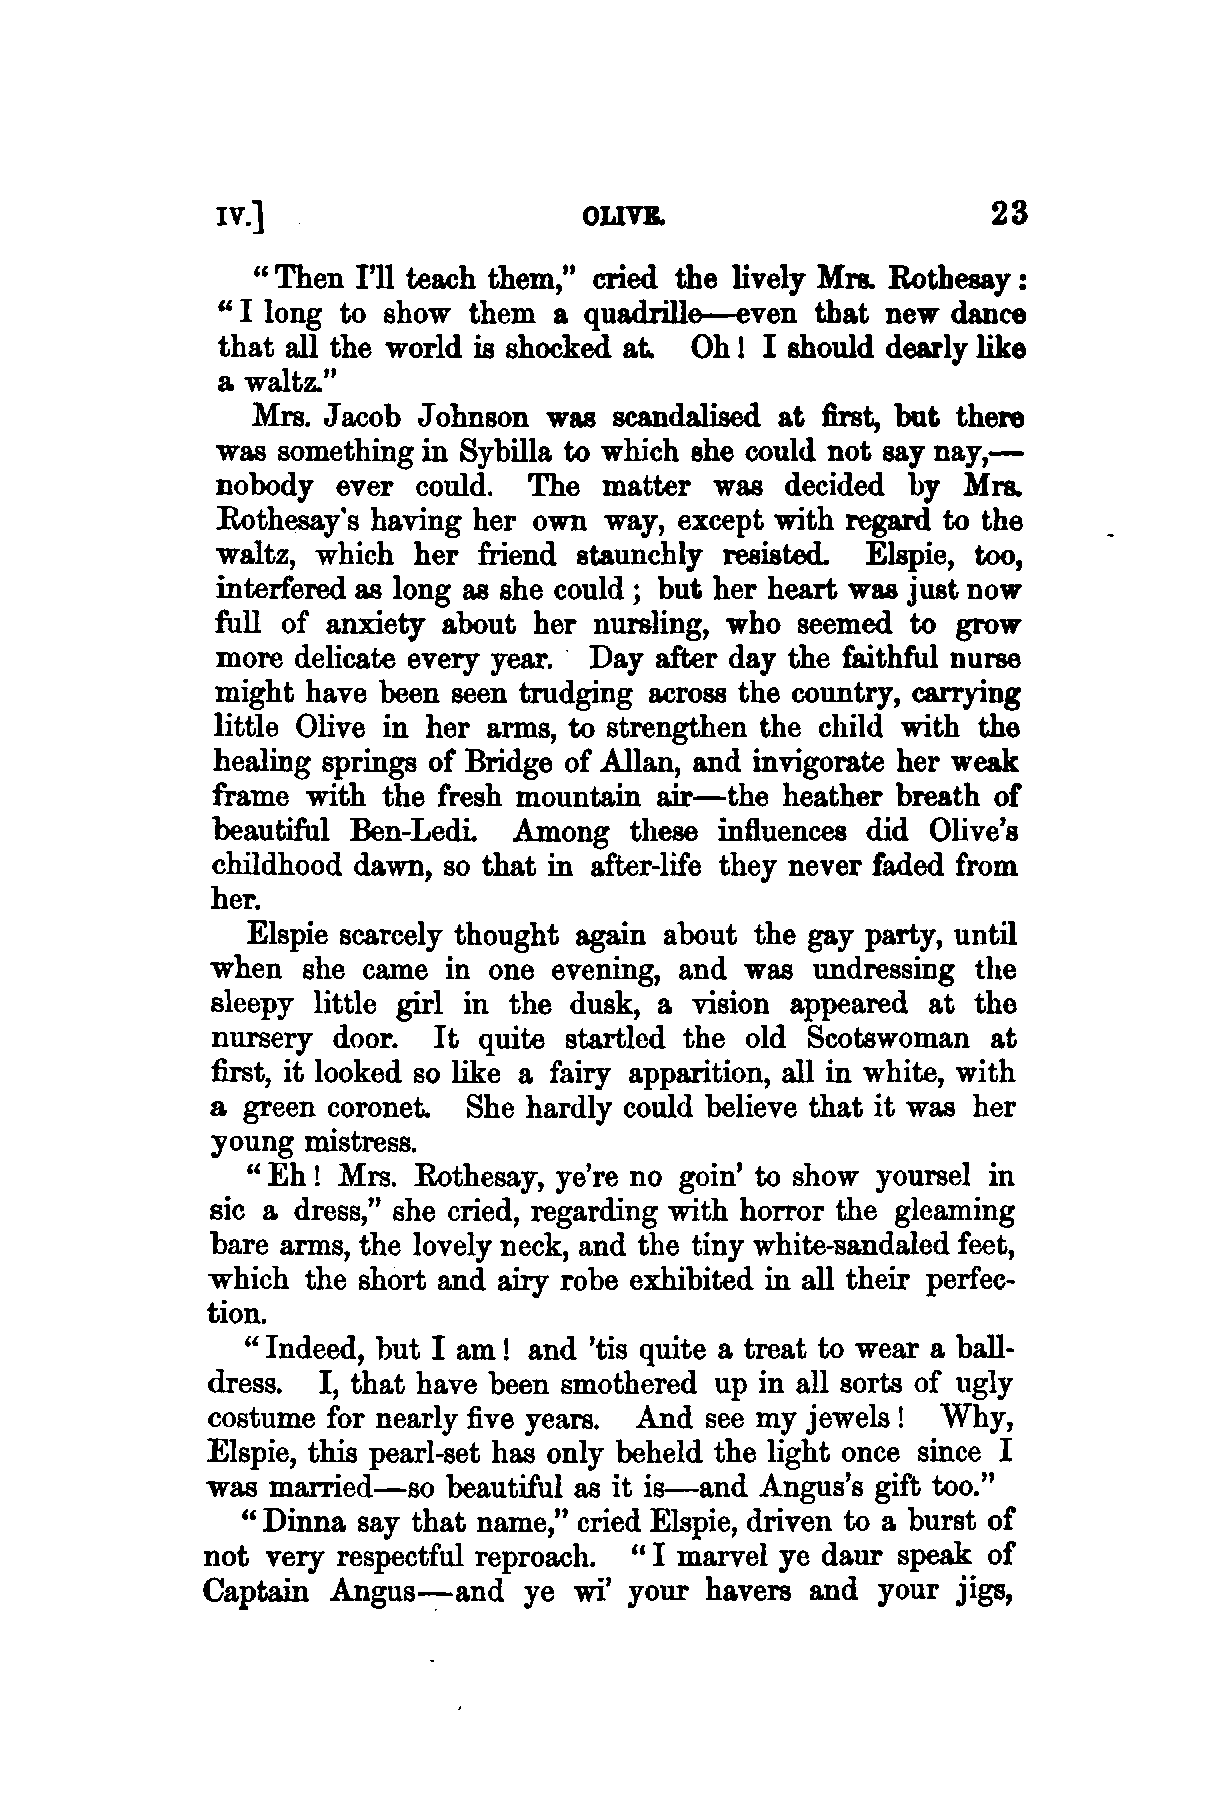 IV.] OLIVE. 23
“Then I’ll teach them,” cried the lively Mrs. Rothesay:
“I long to show them a quadrille—even that new dance
that all the world is shocked at. Oh! I should dearly like
a waltz.”
Mrs. Jacob Johnson was scandalised at first, but there
was something in Sybilla to which she could not say nay,—
nobody ever could. The matter was decided by Mrs.
Rothesay’s having her own way, except with regard to the
waltz, which her friend staunchly resisted. Elspie, too,
interfered as long as she could; but her heart was just now
full of anxiety about her nursling, who seemed to grow
more delicate every year. Day after day the faithful nurse
might have been seen trudging across the country, carrying
little Olive in her arms, to strengthen the child with the
healing springs of Bridge of Allan, and invigorate her weak
frame with the fresh mountain air—the heather breath of
beautiful Ben-Ledi. Among these influences did Olive’s
childhood dawn, so that in after-life they never faded from
her.
Elspie scarcely thought again about the gay party, until
when she came in one evening, and was undressing the
sleepy little girl in the dusk, a vision appeared at the
nursery door. It quite startled the old Scotswoman at
first, it looked so like a fairy apparition, all in white, with
a green coronet. She hardly could believe that it was her
young mistress.
“Eh! Mrs. Rothesay, ye’re no goin’ to show yoursel in
sic a dress,” she cried, regarding with horror the gleaming
bare arms, the lovely neck, and the tiny white-sandaled feet,
which the short and airy robe exhibited in all their perfec-
tion.
“Indeed, but I am! and ’tis quite a treat to wear a ball-
dress. I, that have been smothered up in all sorts of ugly
costume for nearly five years. And see my jewels! Why,
Elspie, this pearl-set has only beheld the light once since I
was married—so beautiful as it is—and Angus’s gift too.”
“Dinna say that name,” cried Elspie, driven to a burst of
not very respectful reproach. “I marvel ye daur speak of
Captain Angus—and ye wi’ your havers and your jigs,